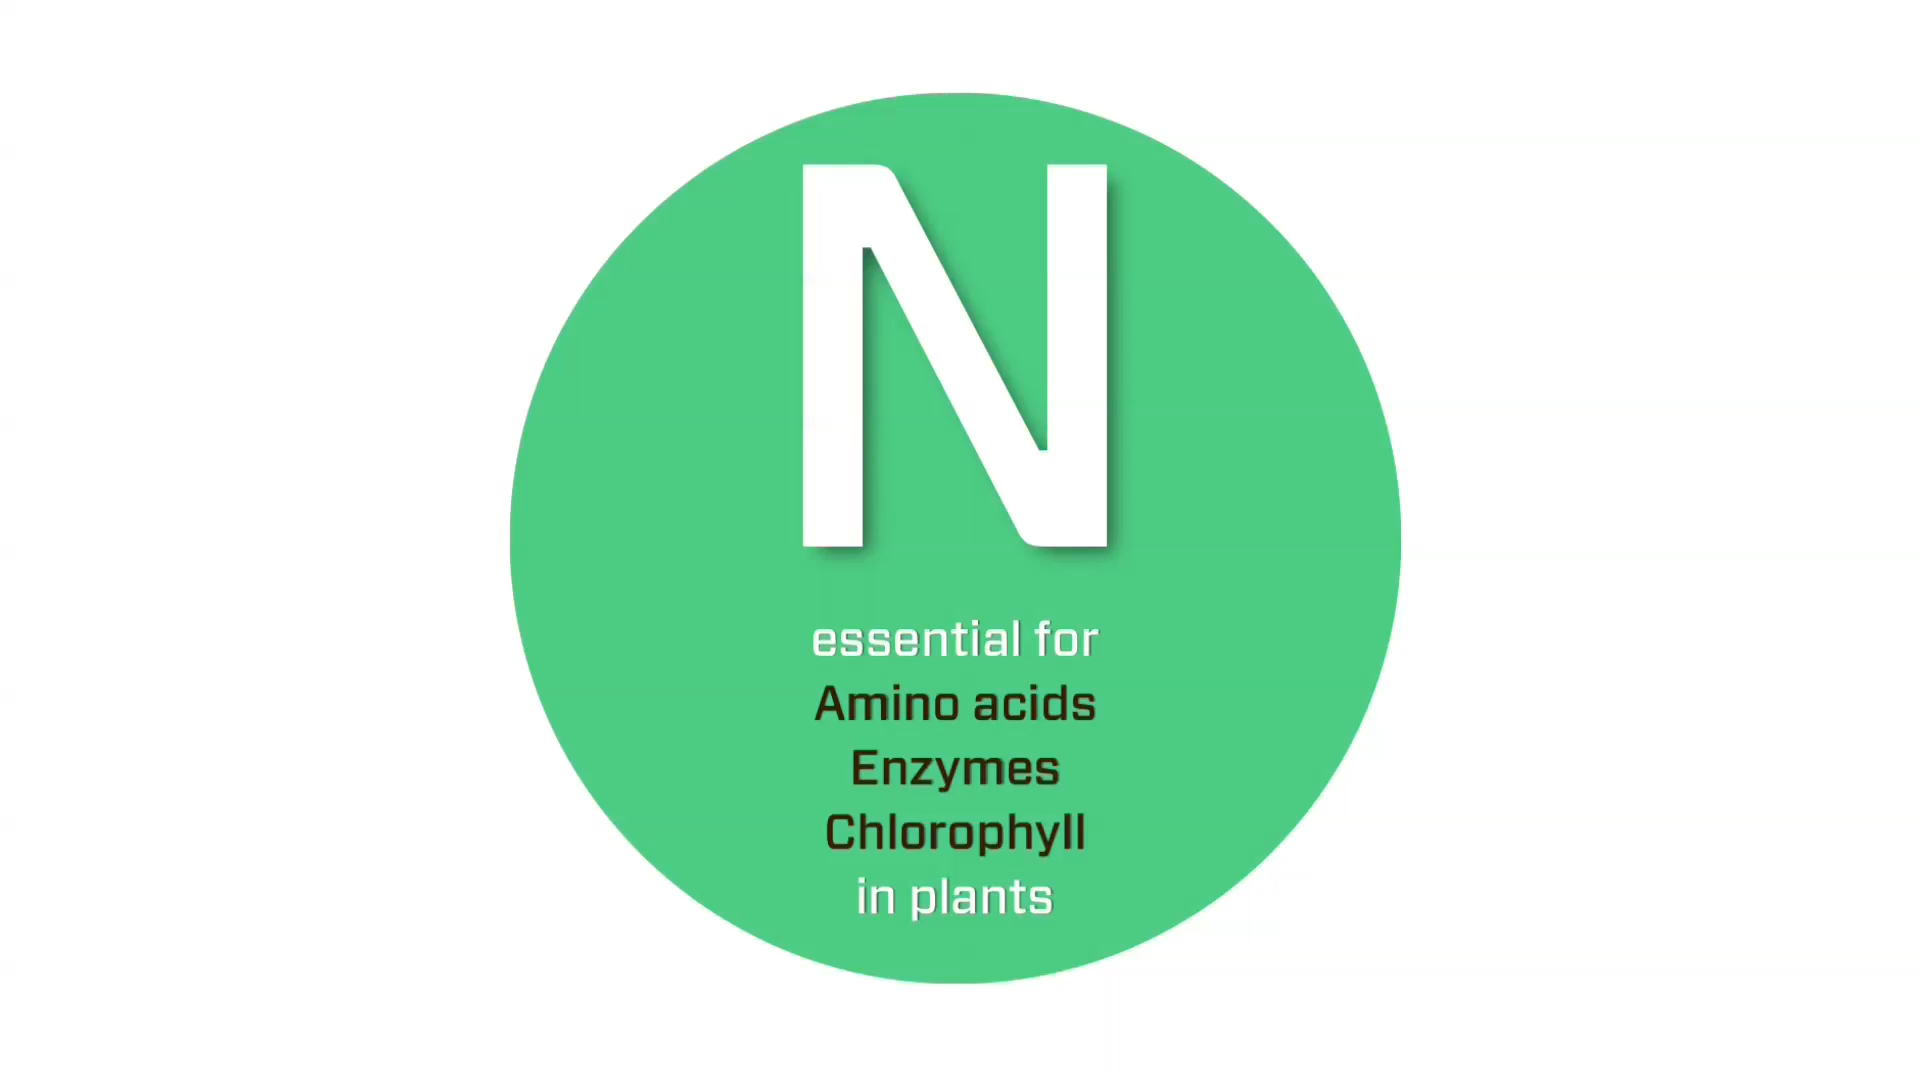 N
essential for
Amino acids
Enzymes
Chlorophyll
in plants